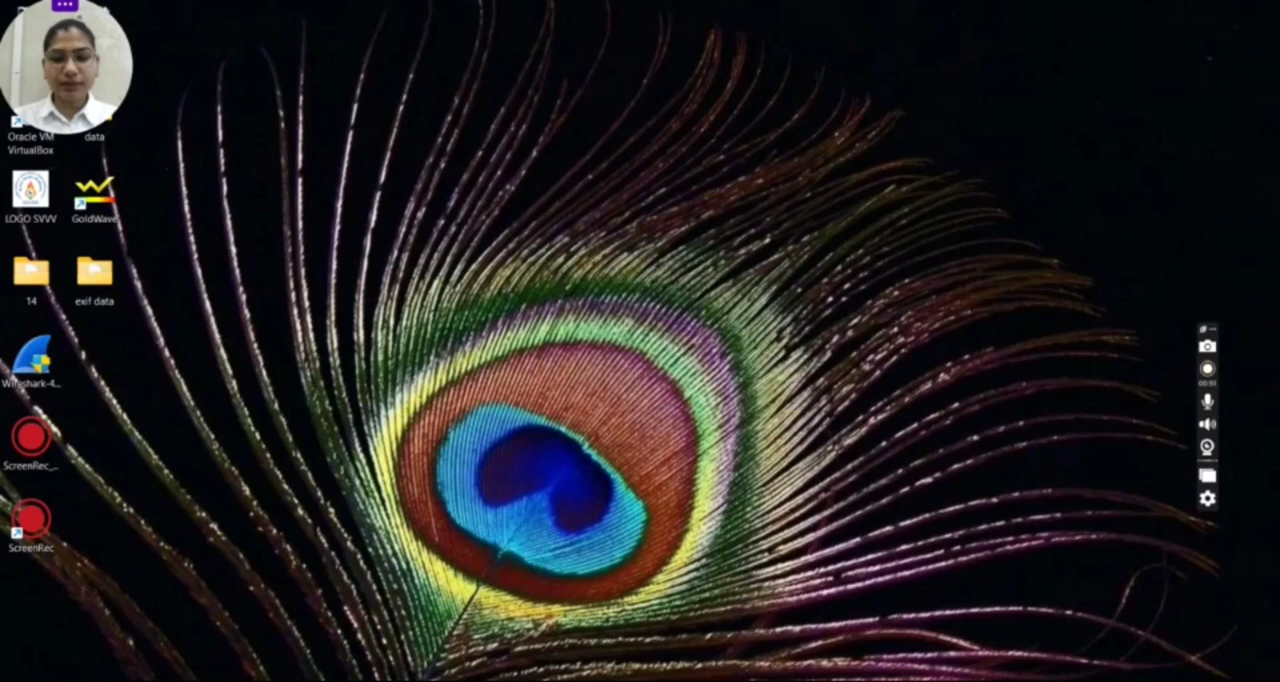 Oracle VM
VirtualBox
data
LOGO SVVV
GoldWave
14
exif data
Wireshark-4...
ScreenRec_...
ScreenRec
00:51